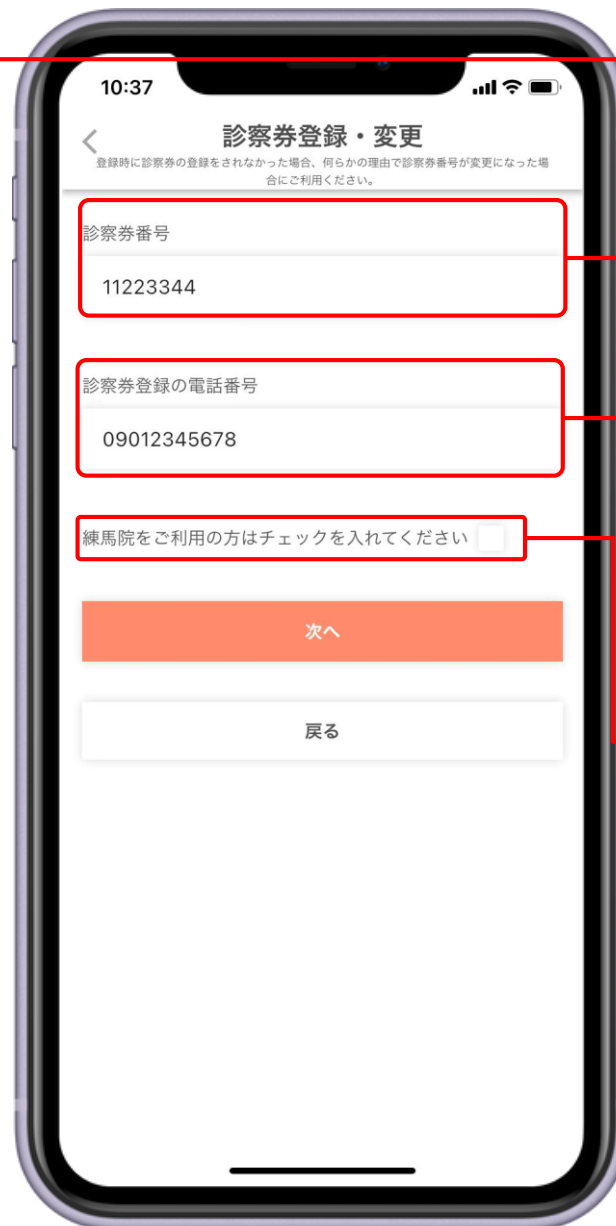 10:37
診察券登録・変更
登録時に診察券の登録をされなかった場合、何らかの理由で診察券番号が変更になった場
合にご利用ください。
診察券番号
11223344
診察券登録の電話番号
09012345678
練馬院をご利用の方はチェックを入れてください
次へ
戻る